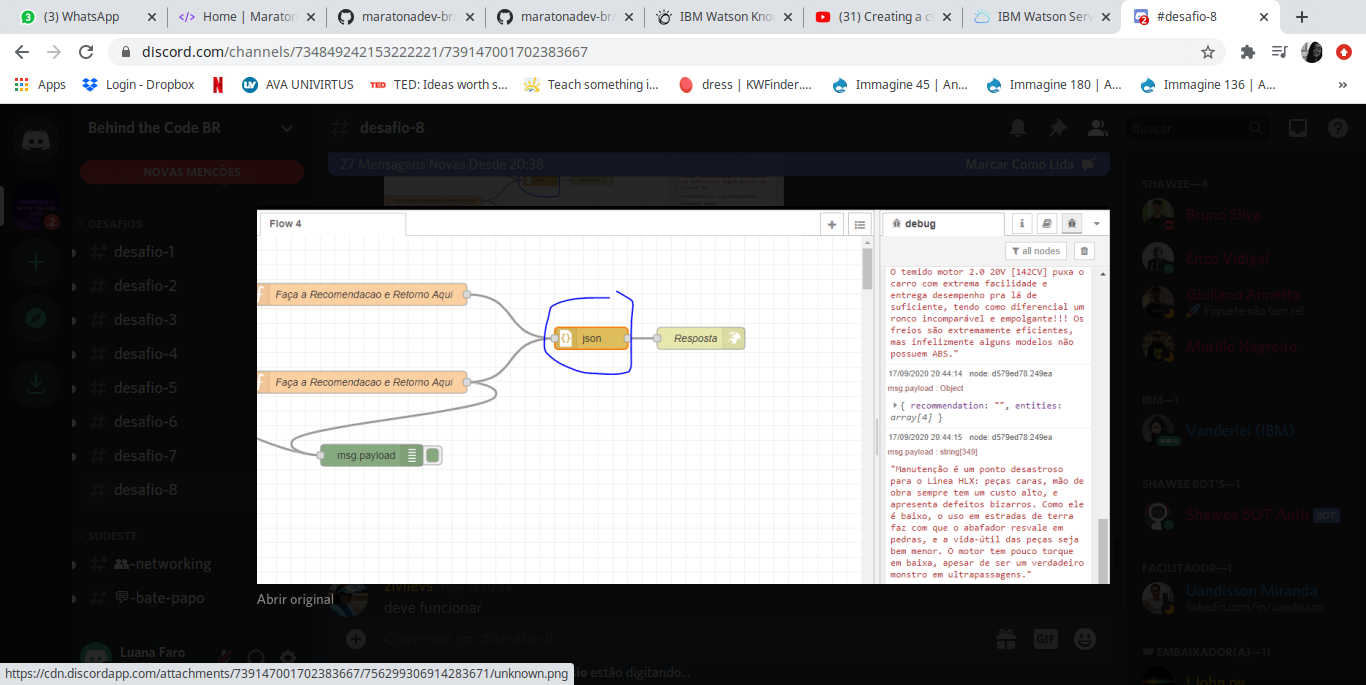 (3) WhatsApp
Home | Maraton
maratonadev-br/
maratonadev-br/
IBM Watson Kno
(31) Creating a c
IBM Watson Serv
#desafio-8
discord.com/channels/734849242153222221/739147001702383667
Apps
Login - Dropbox
AVA UNIVIRTUS
TED: Ideas worth s...
Teach something i...
dress | KWFinder....
Immagine 45 | An...
Immagine 180 | A...
Immagine 136 | A...
Behind the Code BR
desafio-8
Buscar
27 Mensagens Novas Desde 20:38
Marcar Como Lida
NOVAS MENÇÕES
DESAFIOS
desafio-1
desafio-2
desafio-3
desafio-4
desafio-5
desafio-6
desafio-7
desafio-8
SUDESTE
-networking
-bate-papo
Luana Faro
Flow 4
Faça a Recomendacao e Retorno Aqui
json
Resposta
Faça a Recomendacao e Retorno Aqui
msg.payload
debug
all nodes
O temido motor 2.0 20V [142CV] puxa o
carro com extrema facilidade e
entrega desempenho pra lá de
suficiente, tendo como diferencial um
ronco incomparável e empolgante!!! Os
freios são extremamente eficientes,
mas infelizmente alguns modelos não
possuem ABS."
17/09/2020 20:44:14 node: d579ed78.249ea
msg.payload : Object
{ recommendation: "", entities:
array[4] }
17/09/2020 20:44:15 node: d579ed78.249ea
msg.payload : string[349]
"Manutenção é um ponto desastroso
para o Linea HLX: peças caras, mão de
obra sempre tem um custo alto, e
apresenta defeitos bizarros. Como ele
é baixo, o uso em estradas de terra
faz com que o abafador resvale em
pedras, e a vida-útil das peças seja
bem menor. O motor tem pouco torque
em baixa, apesar de ser um verdadeiro
monstro em ultrapassagens."
Abrir original
deve funcionar
Conversar em #desafio-8
GIF
estão digitando...
SHAWEE—4
Bruno Silva
Enzo Vidigal
Giuliano Annetta
Foguete não tem ré!
Murillo Negreiro
IBM—1
Vanderlei (IBM)
SHAWEE BOT'S—1
Shawee BOT Auth BOT
FACILITADOR—1
Uandisson Miranda
linkedin.com/in/uandisson
EMBAIXADOR(A)—11
https://cdn.discordapp.com/attachments/739147001702383667/756299306914283671/unknown.png